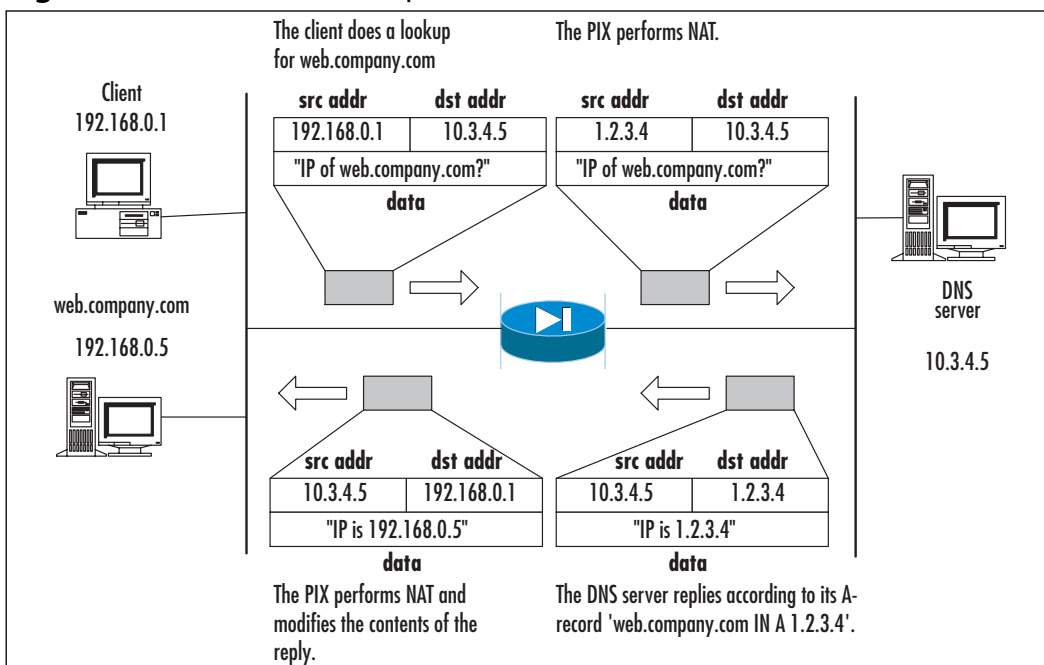 The client does a lookup
for web.company.com
The PIX performs NAT.
Client
192.168.0.1
src addr dst addr
192.168.0.1 10.3.4.5
"IP of web.company.com?"
data
src addr dst addr
1.2.3.4 10.3.4.5
"IP of web.company.com?"
data
web.company.com
192.168.0.5
DNS
server
10.3.4.5
src addr dst addr
10.3.4.5 192.168.0.1
"IP is 192.168.0.5"
data
The PIX performs NAT and
modifies the contents of the
reply.
src addr dst addr
10.3.4.5 1.2.3.4
"IP is 1.2.3.4"
data
The DNS server replies according to its A-
record 'web.company.com IN A 1.2.3.4'.